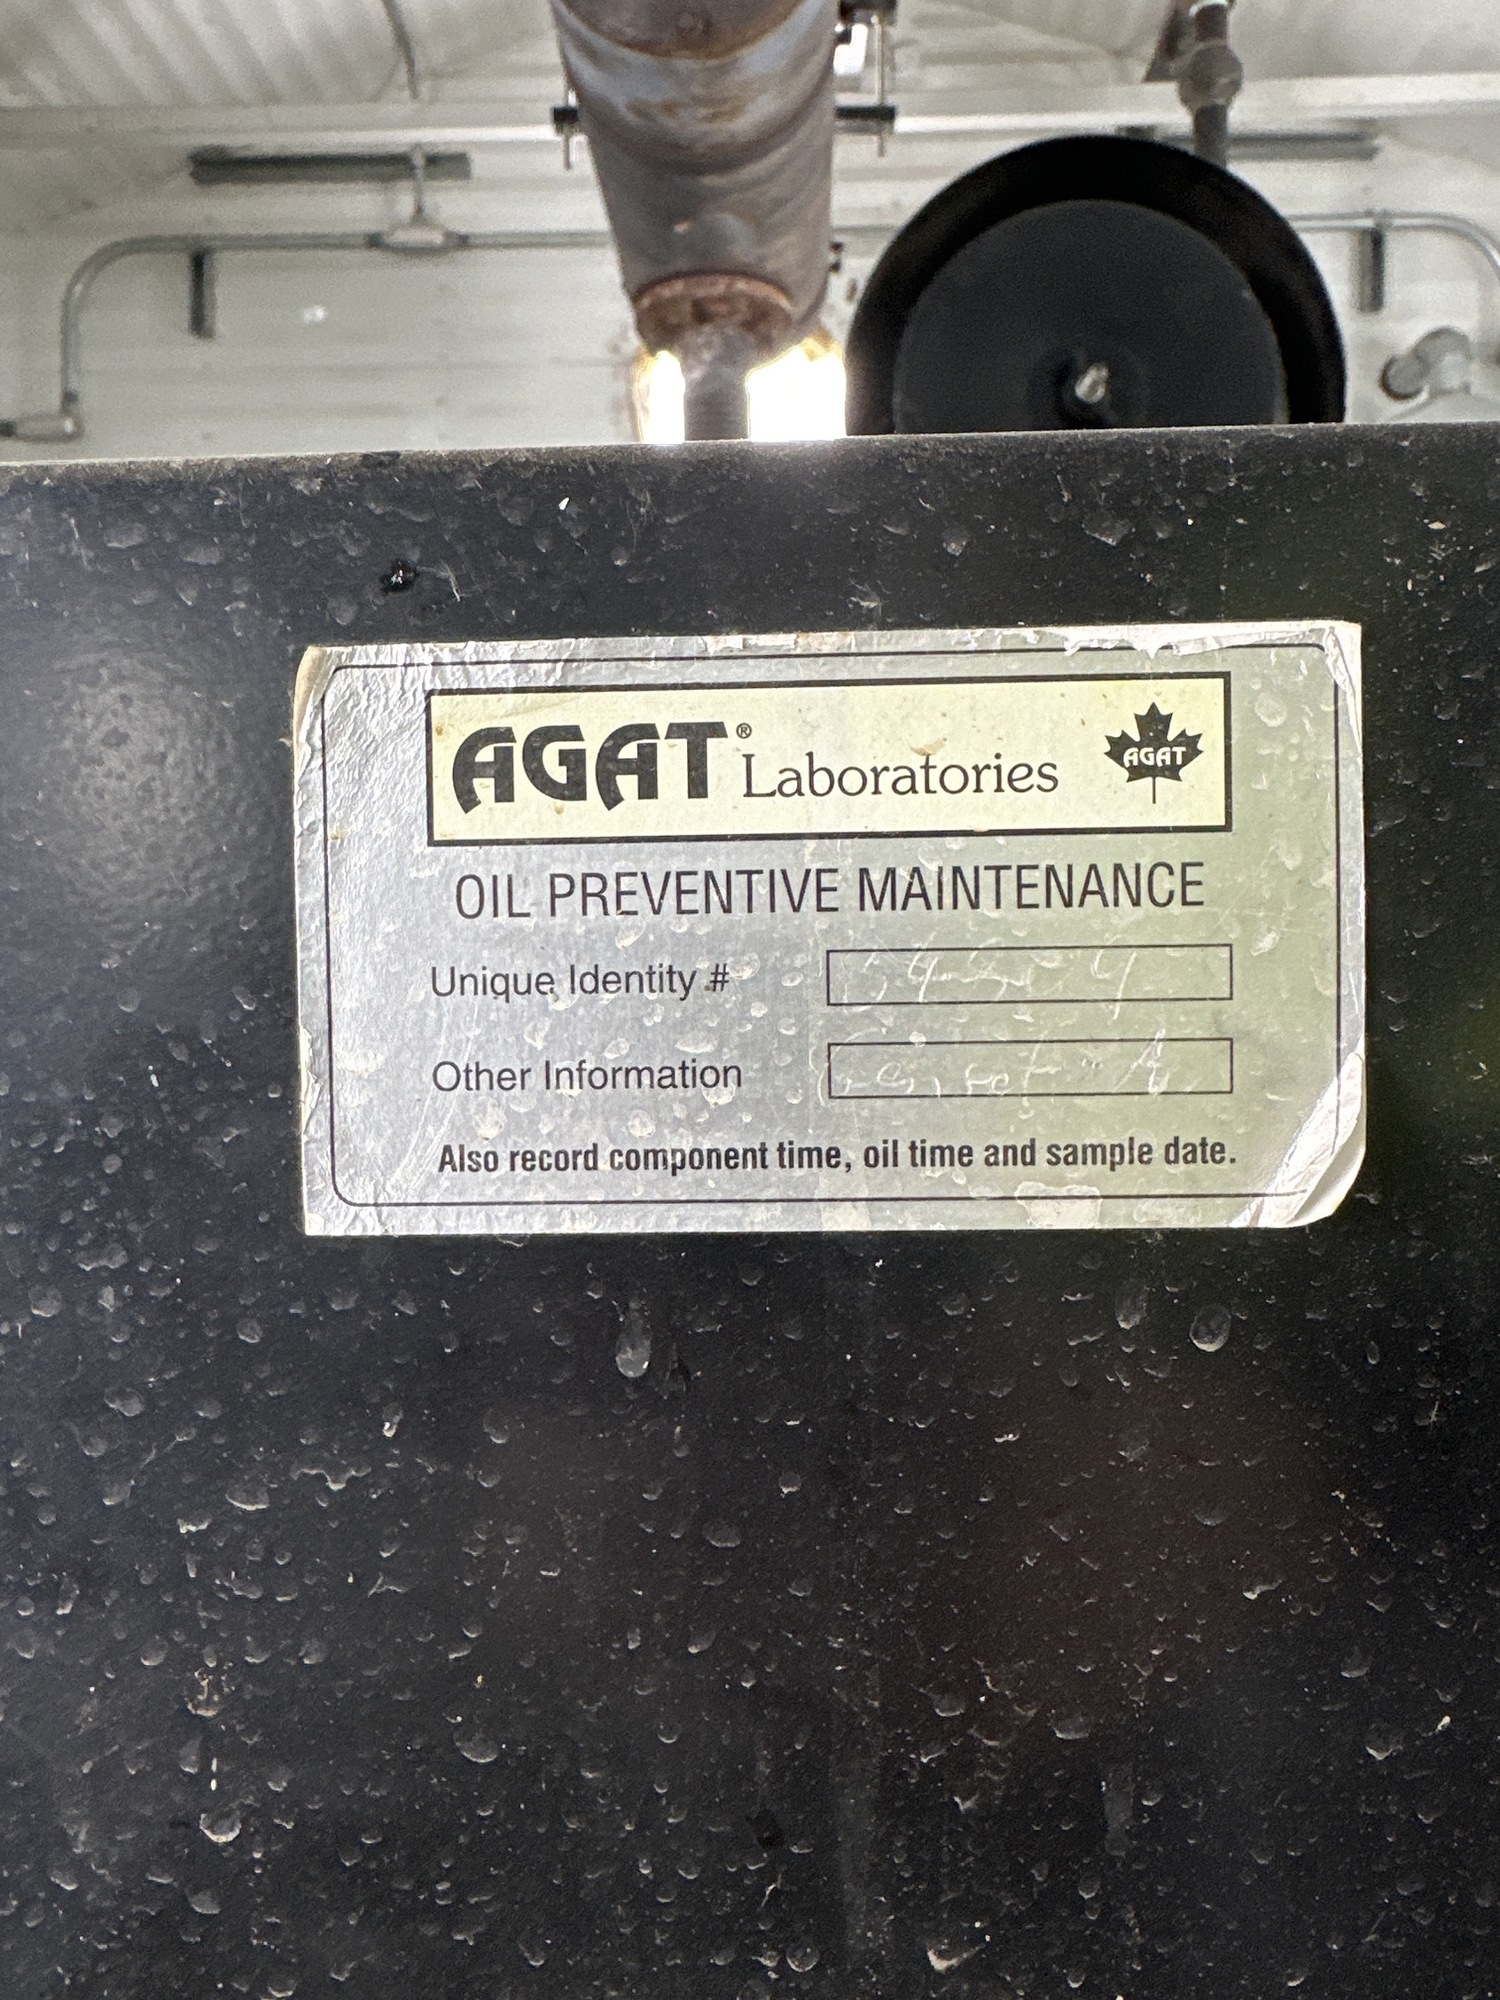 AGAT® Laboratories AGAT
OIL PREVENTIVE MAINTENANCE
Unique Identity #
Other Information Genset A
Also record component time, oil time and sample date.